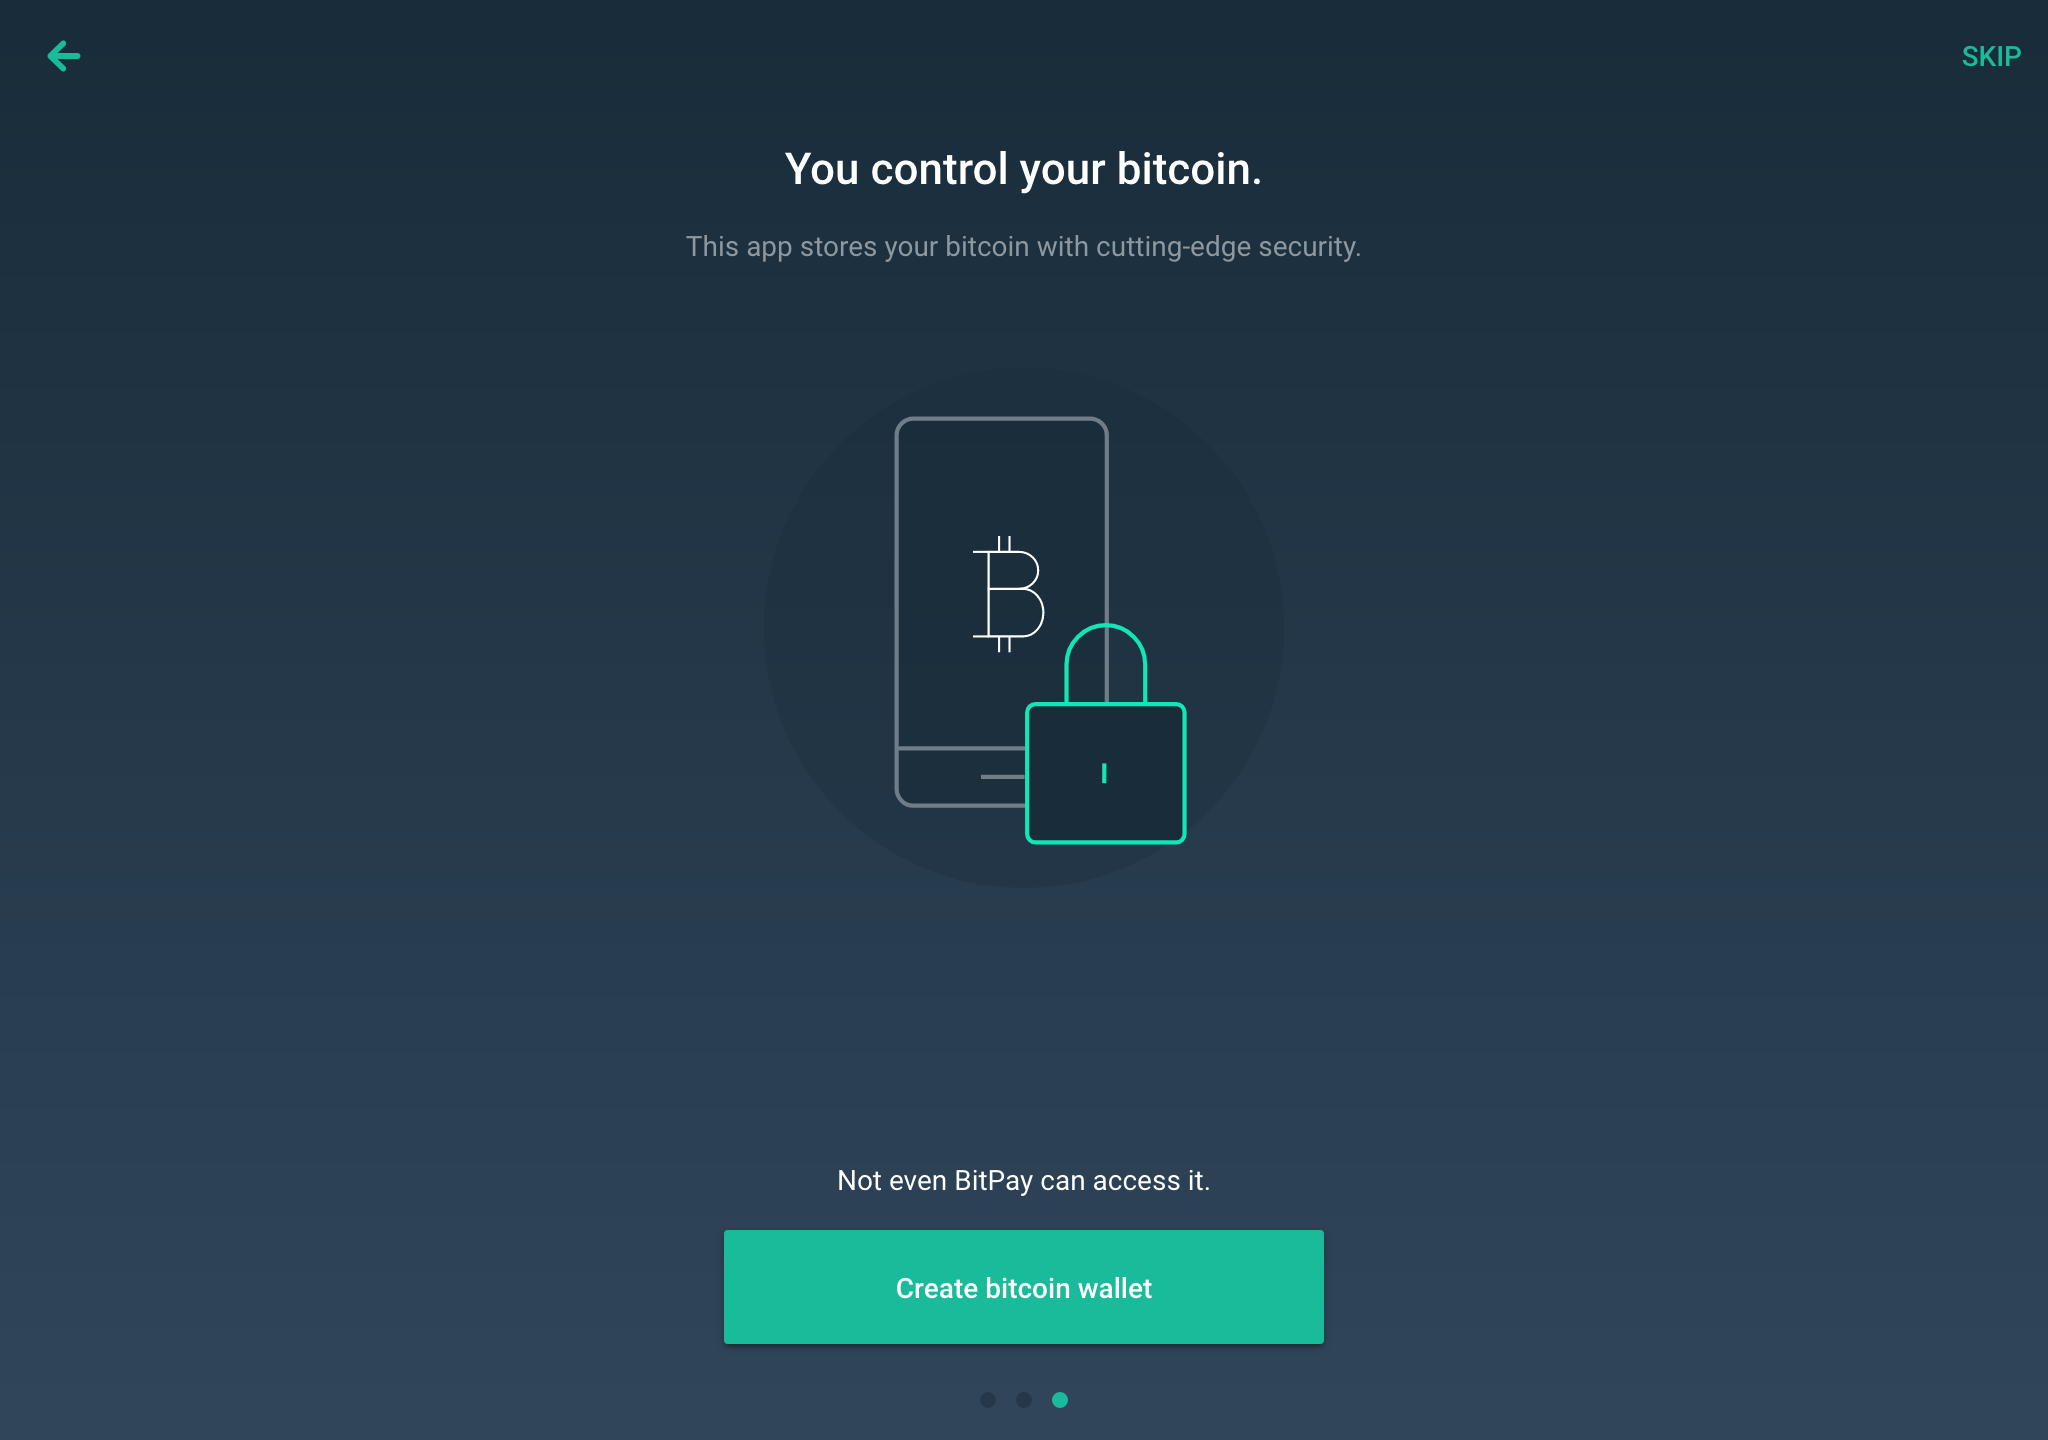 SKIP
You control your bitcoin.
This app stores your bitcoin with cutting-edge security.
Not even BitPay can access it.
Create bitcoin wallet